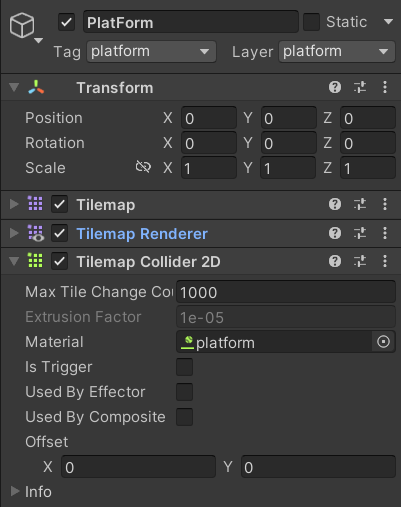 PlatForm Static
Tag platform Layer platform
Transform
Position X 0 Y 0 Z 0
Rotation X 0 Y 0 Z 0
Scale X 1 Y 1 Z 1
Tilemap
Tilemap Renderer
Tilemap Collider 2D
Max Tile Change Cou 1000
Extrusion Factor 1e-05
Material platform
Is Trigger
Used By Effector
Used By Composite
Offset
X 0 Y 0
Info